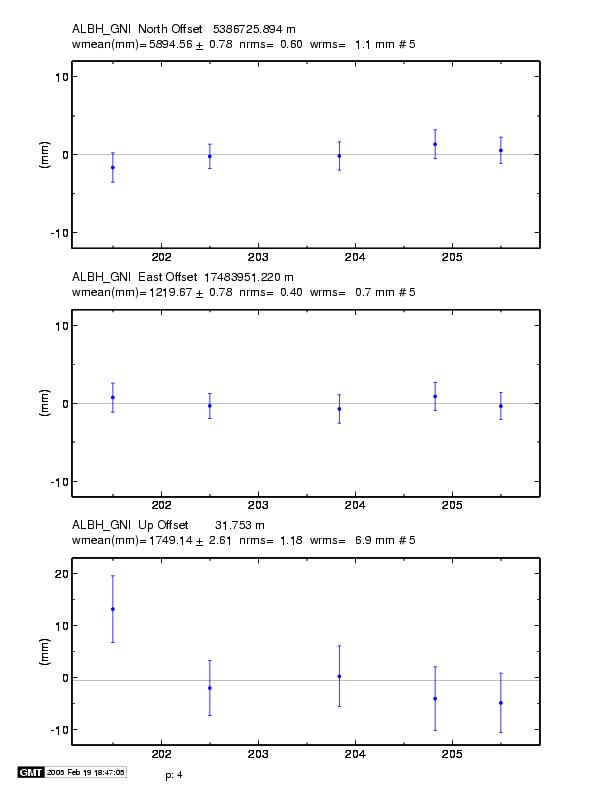 ALBH_GNI North Offset 5386725.894 m
wmean(mm)= 5894.56 ± 0.78 nrms= 0.60 wrms= 1.1 mm # 5
10
0
-10
(mm)
202 203 204 205
ALBH_GNI East Offset 17483951.220 m
wmean(mm)= 1219.67 ± 0.78 nrms= 0.40 wrms= 0.7 mm # 5
10
0
-10
(mm)
202 203 204 205
ALBH_GNI Up Offset 31.753 m
wmean(mm)= 1749.14 ± 2.61 nrms= 1.18 wrms= 6.9 mm # 5
20
10
0
-10
(mm)
202 203 204 205
GMT 2005 Feb 19 18:47:05
p: 4